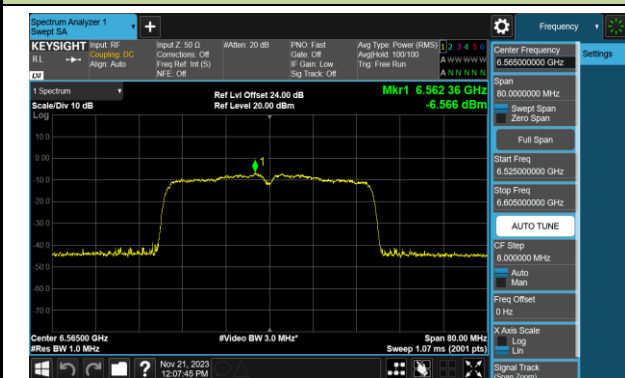 Spectrum Analyzer 1
Swept SA
+
Frequency
KEYSIGHT
Input: RF
Input Z: 50 Ω
#Atten: 20 dB
PNO: Fast
Avg Type: Power (RMS)
1 2 3 4 5 6
RL
Coupling: DC
Corrections: Off
Gate: Off
Avg|Hold: 100/100
A W W W W W
Align: Auto
Freq Ref: Int (S)
IF Gain: Low
Trig: Free Run
NFE: Off
Sig Track: Off
A N N N N N
LXI
1 Spectrum
Scale/Div 10 dB
Ref Lvl Offset 24.00 dB
Ref Level 20.00 dBm
Mkr1 6.562 36 GHz
-6.566 dBm
Log
10.0
0.00
-10.0
-20.0
-30.0
-40.0
-50.0
-60.0
-70.0
1
Center 6.56500 GHz
#Video BW 3.0 MHz*
Span 80.00 MHz
#Res BW 1.0 MHz
Sweep 1.07 ms (2001 pts)
?
Nov 21, 2023
12:07:45 PM
Center Frequency
6.565000000 GHz
Settings
Span
80.0000000 MHz
Swept Span
Zero Span
Full Span
Start Freq
6.525000000 GHz
Stop Freq
6.605000000 GHz
AUTO TUNE
CF Step
8.000000 MHz
Auto
Man
Freq Offset
0 Hz
X Axis Scale
Log
Lin
Signal Track
(Span Zoom)